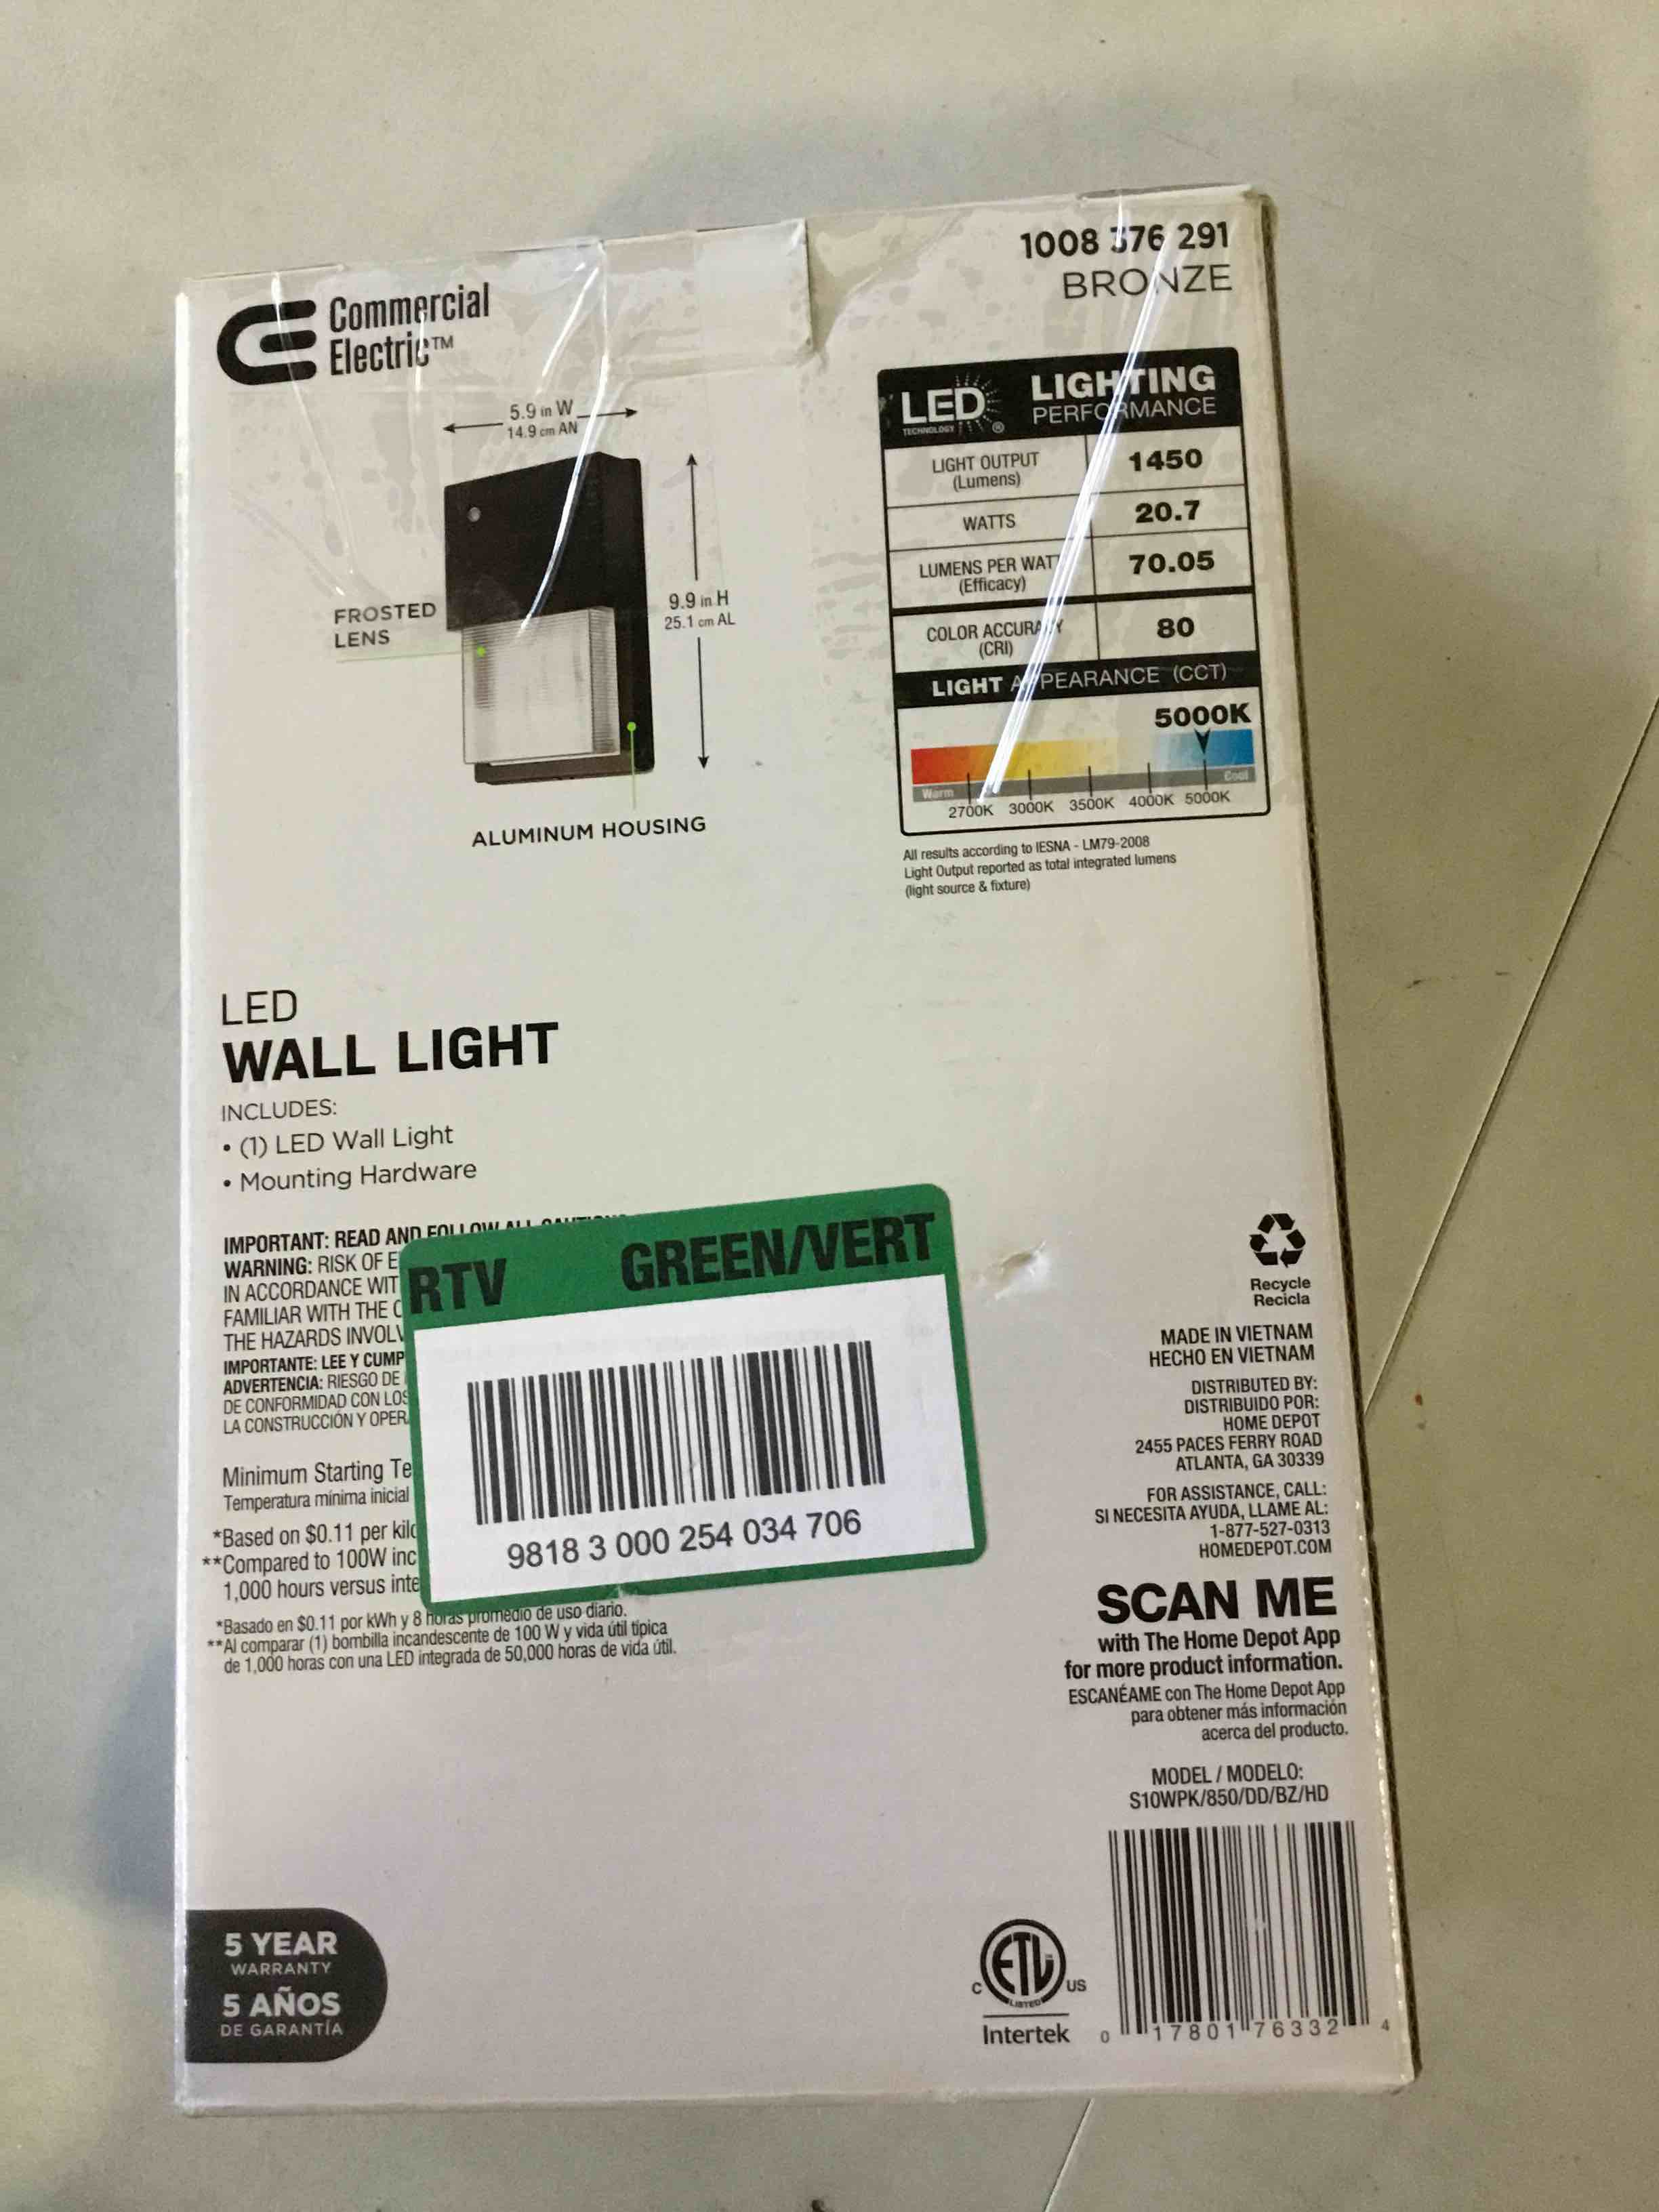 1008 376 291
BRONZE
Commercial
Electric™
5.9 in W
14.9 cm AN
9.9 in H
25.1 cm AL
FROSTED
LENS
ALUMINUM HOUSING
LED LIGHTING
TECHNOLOGY ® PERFORMANCE
LIGHT OUTPUT
(Lumens)
1450
WATTS
20.7
LUMENS PER WATT
(Efficacy)
70.05
COLOR ACCURACY
(CRI)
80
LIGHT APPEARANCE (CCT)
5000K
Warm Cool
2700K 3000K 3500K 4000K 5000K
All results according to IESNA - LM79-2008
Light Output reported as total integrated lumens
(light source & fixture)
LED
WALL LIGHT
INCLUDES:
• (1) LED Wall Light
• Mounting Hardware
IMPORTANT: READ AND FOLLOW ALL
WARNING: RISK OF
IN ACCORDANCE
FAMILIAR WITH THE
THE HAZARDS
IMPORTANTE: LEE Y
ADVERTENCIA: RIESGO DE
DE CONFORMIDAD CON LOS
LA CONSTRUCCIÓN Y
Minimum Starting
Temperatura mínima inicial
*Based on $0.11 per
**Compared to 100W
1,000 hours versus
*Basado en $0.11 por kWh y 8 horas promedio de uso diario.
**Al comparar (1) bombilla incandescente de 100 W y vida útil típica
de 1,000 horas con una LED integrada de 50,000 horas de vida útil.
RTV GREEN/VERT
9818 3 000 254 034 706
Recycle
Recicla
MADE IN VIETNAM
HECHO EN VIETNAM
DISTRIBUTED BY:
DISTRIBUIDO POR:
HOME DEPOT
2455 PACES FERRY ROAD
ATLANTA, GA 30339
FOR ASSISTANCE, CALL:
SI NECESITA AYUDA, LLAME AL:
1-877-527-0313
HOMEDEPOT.COM
SCAN ME
with The Home Depot App
for more product information.
ESCANÉAME con The Home Depot App
para obtener más información
acerca del producto.
MODEL / MODELO:
S10WPK/850/DD/BZ/HD
5 YEAR
WARRANTY
5 AÑOS
DE GARANTÍA
C ETL US
LISTED
Intertek
0 17801 76332 4